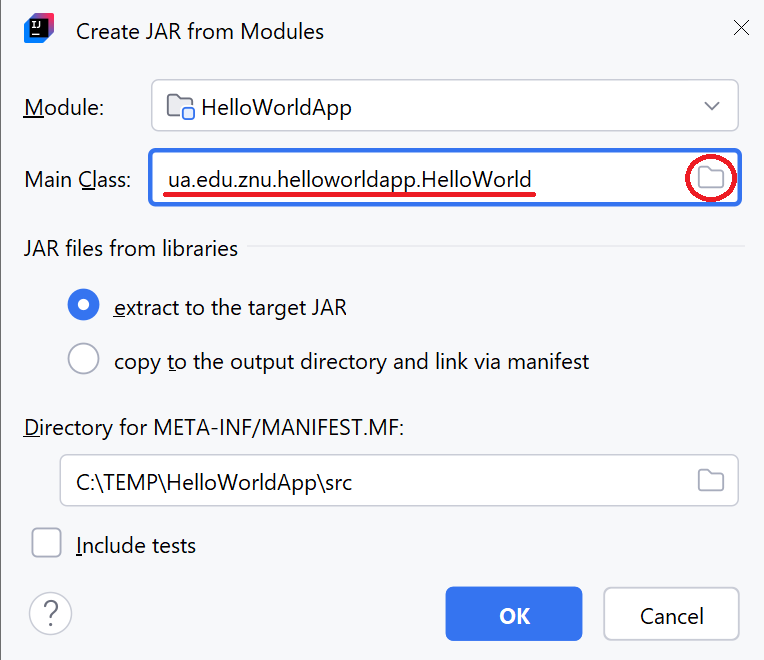 IJ
Create JAR from Modules
Module: HelloWorldApp
Main Class: ua.edu.znu.helloworldapp.HelloWorld
JAR files from libraries
extract to the target JAR
copy to the output directory and link via manifest
Directory for META-INF/MANIFEST.MF:
C:\TEMP\HelloWorldApp\src
Include tests
? OK Cancel